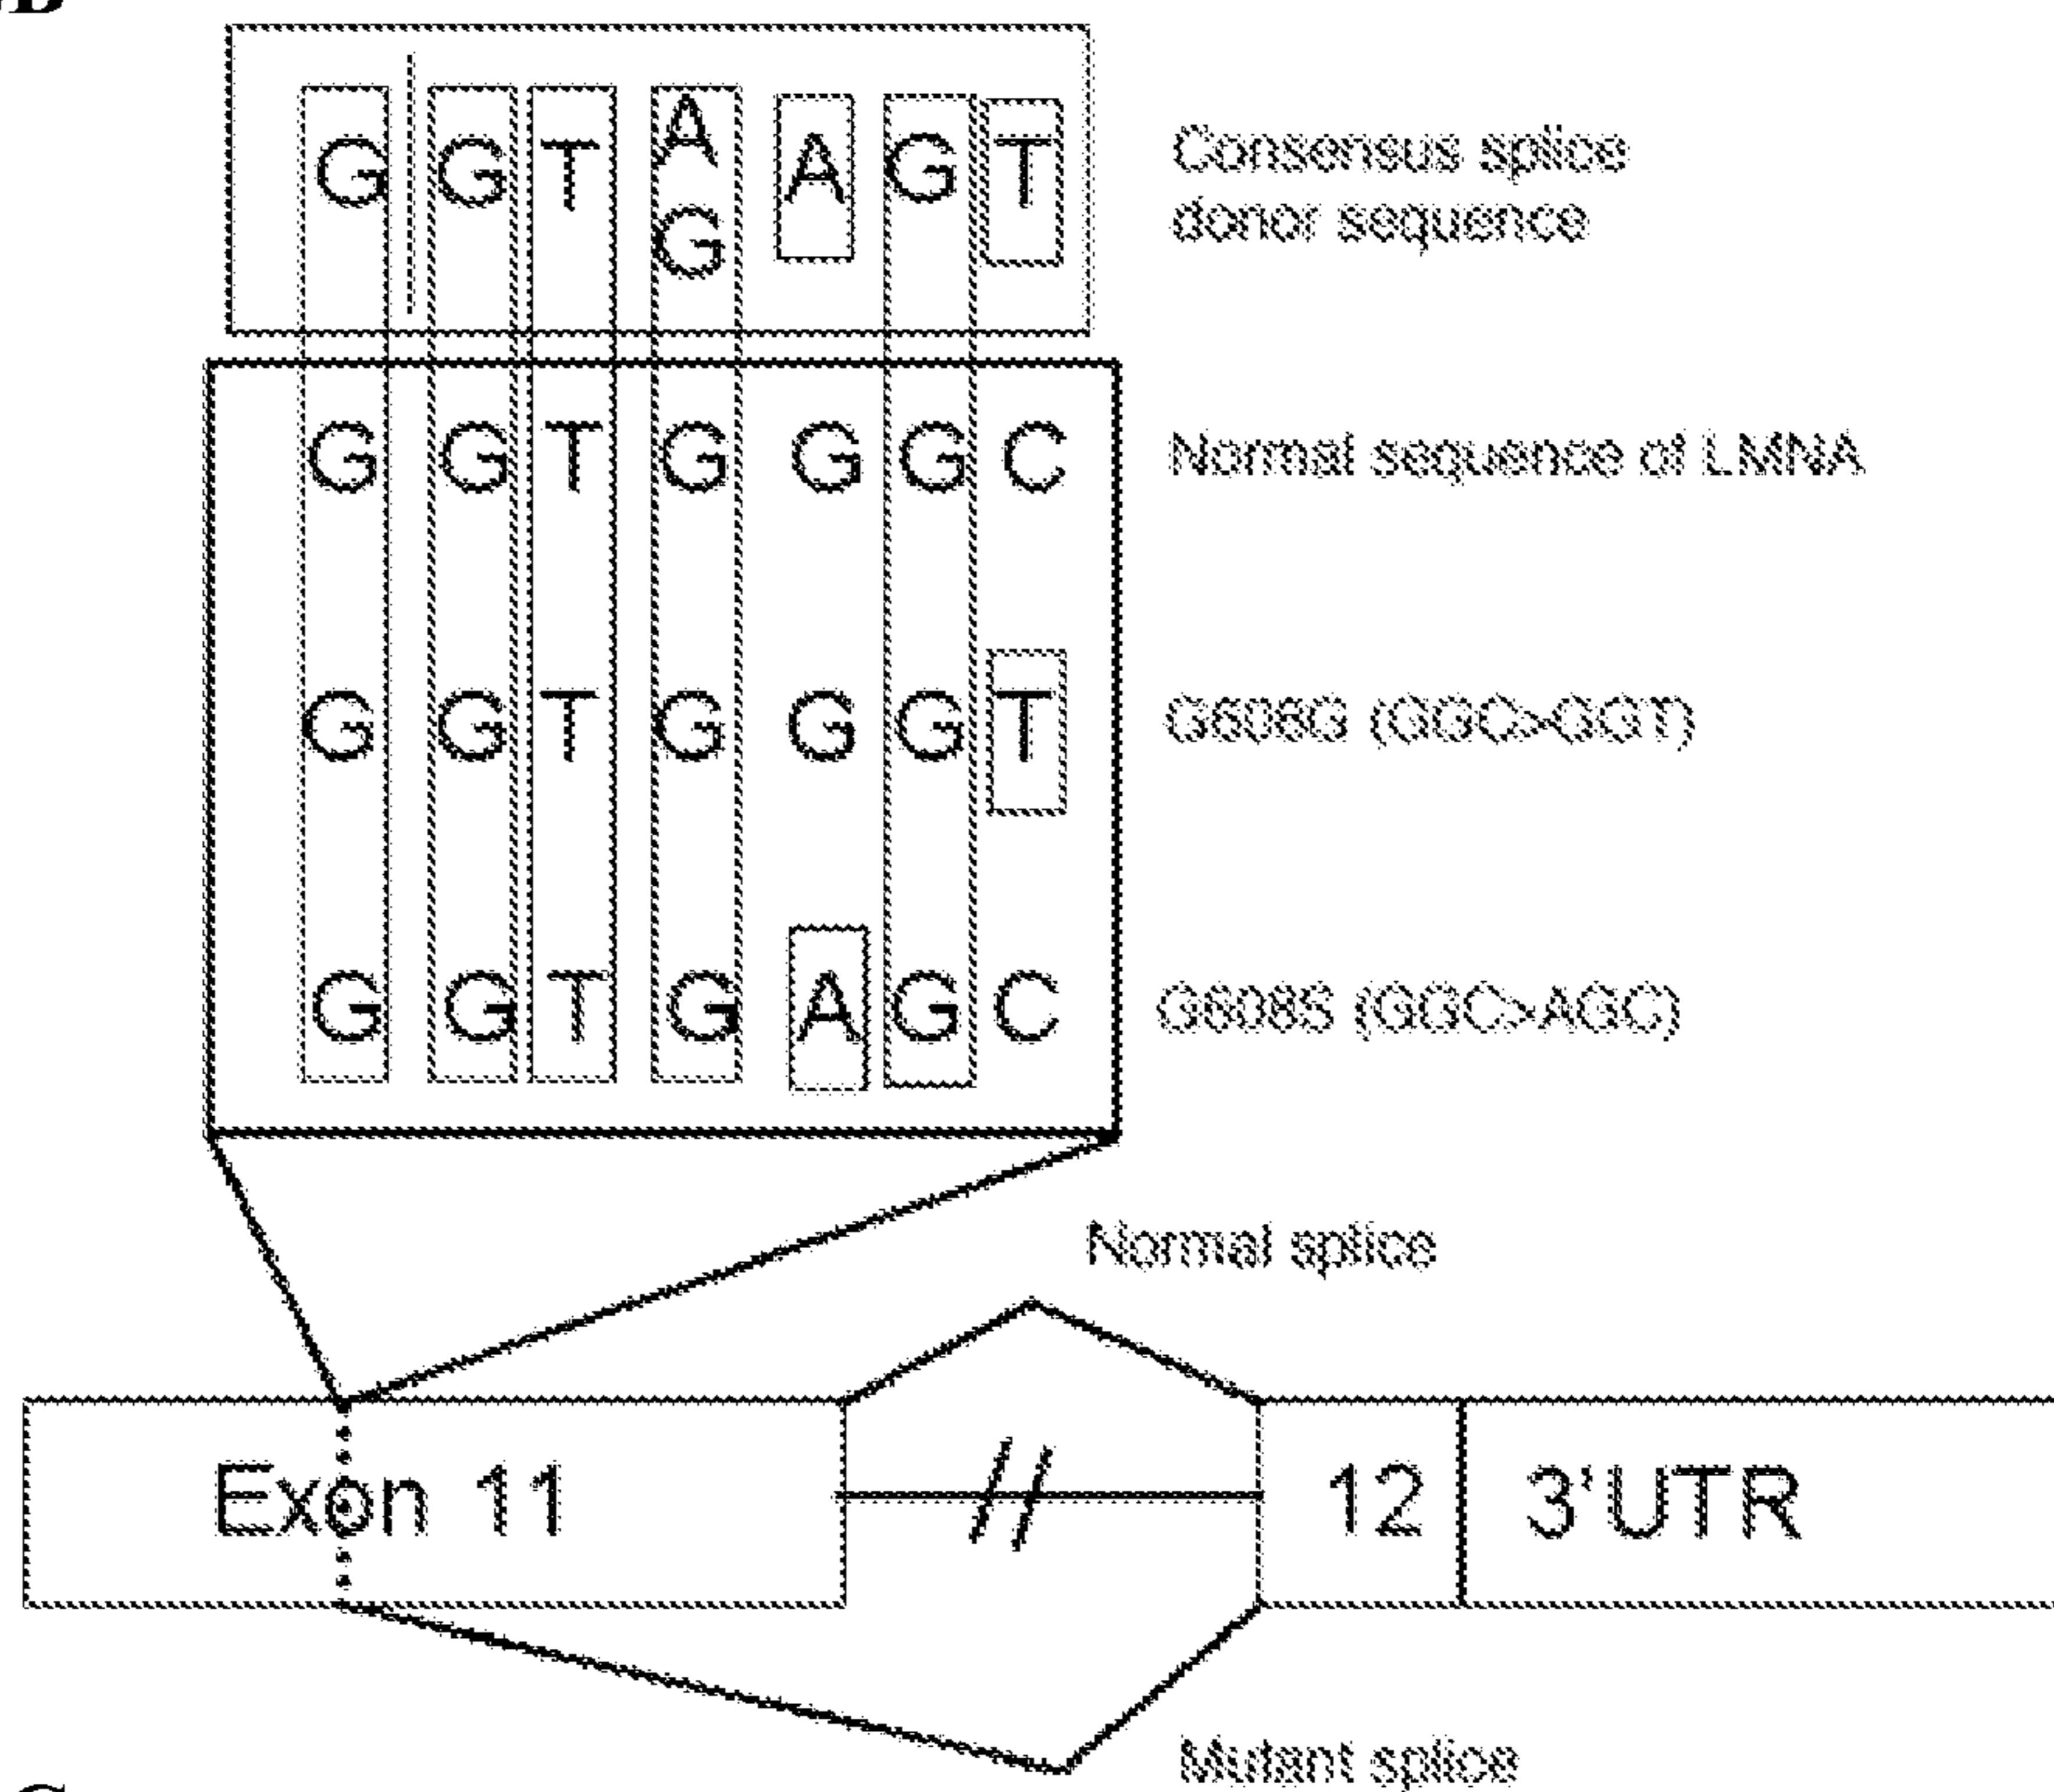 B
G G T A A G T
G
Consensus splice
donor sequence
G G T G G G C
Normal sequence of LMNA
G G T G G G T
G608G (GGC>GGT)
G G T G A G C
G608S (GGC>AGC)
Normal splice
Exon 11
12
3'UTR
Mutant splice